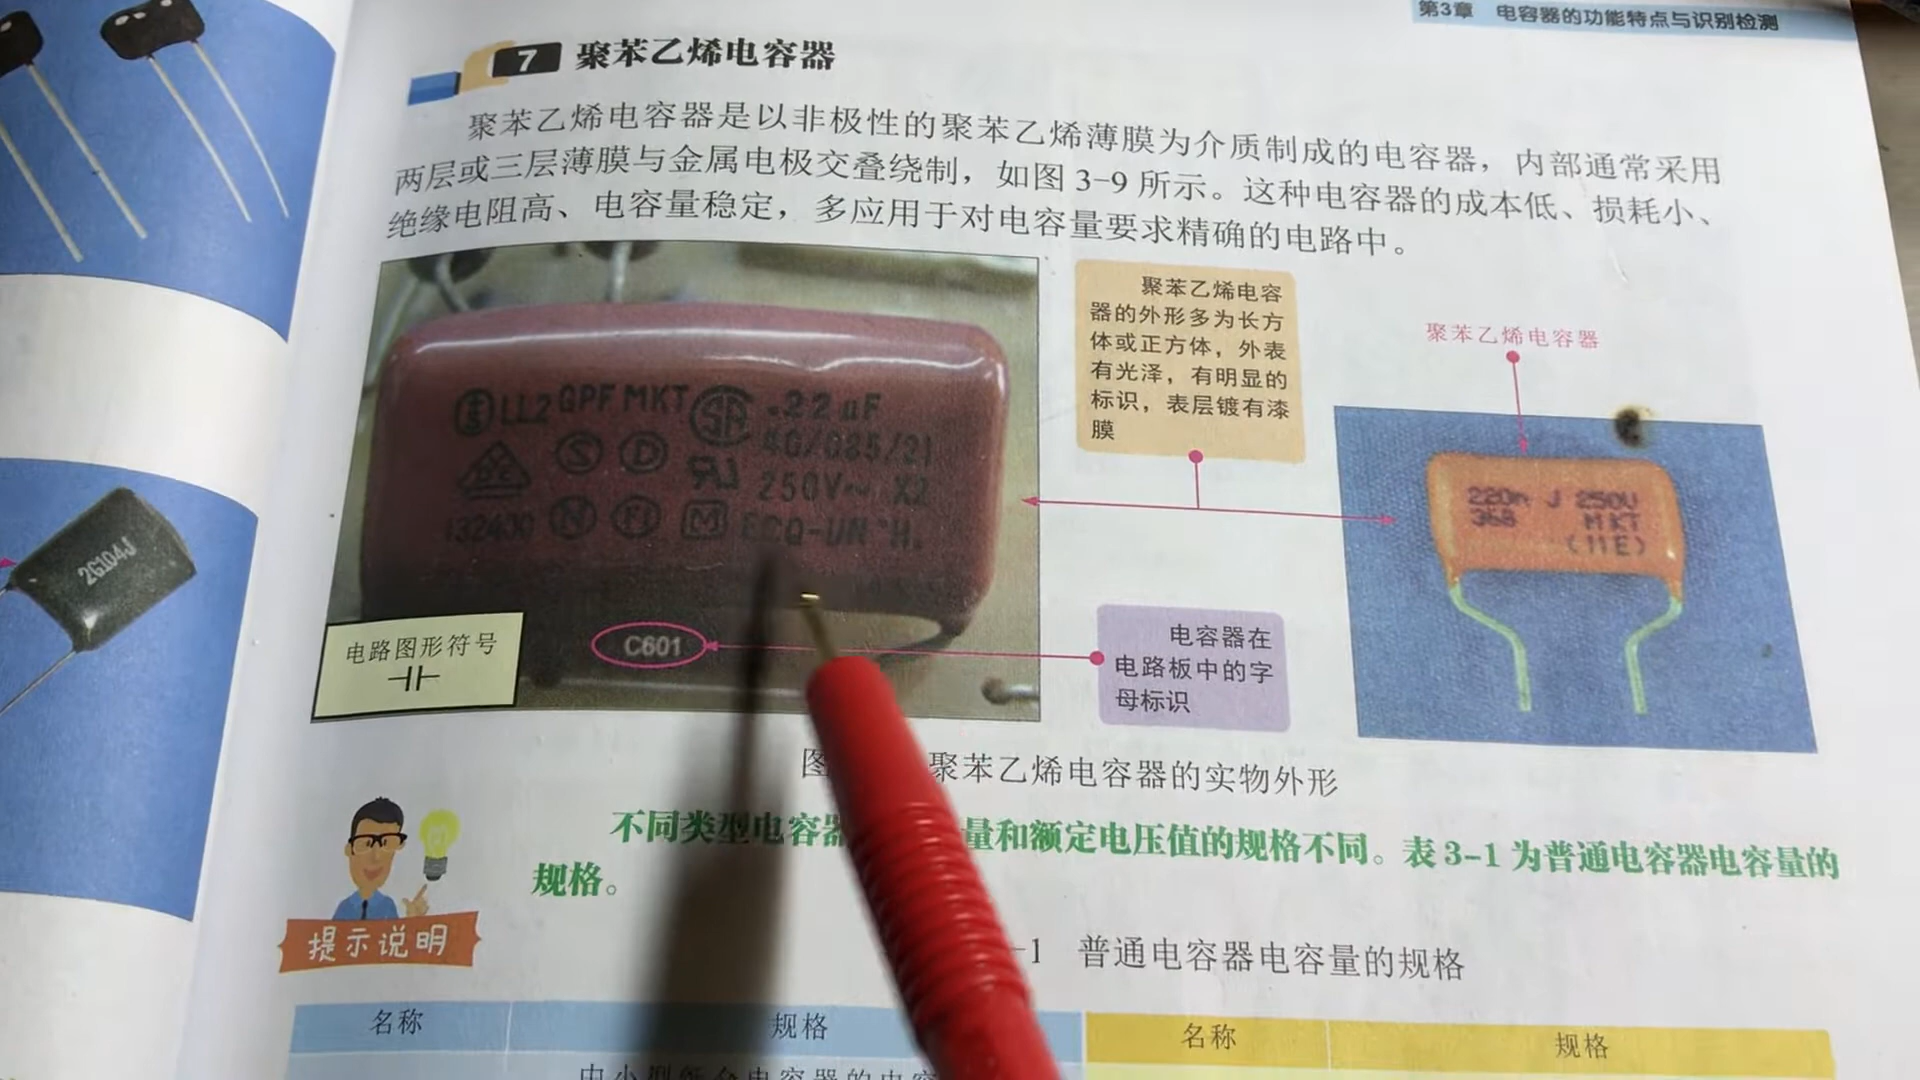 第3章 电容器的功能特点与识别检测
7 聚苯乙烯电容器
聚苯乙烯电容器是以非极性的聚苯乙烯薄膜为介质制成的电容器，内部通常采用
两层或三层薄膜与金属电极交叠绕制，如图 3-9 所示。这种电容器的成本低、损耗小、
绝缘电阻高、电容量稳定，多应用于对电容量要求精确的电路中。
LL2 GPF MKT .22 uF
40/085/21
S D
250V~ X2
132400 N FI M ECQ-U
C601
电路图形符号
聚苯乙烯电容
器的外形多为长方
体或正方体，外表
有光泽，有明显的
标识，表层镀有漆
膜
电容器在
电路板中的字
母标识
聚苯乙烯电容器
220n J 250V
368 MKT
(11E)
2G104J
图 聚苯乙烯电容器的实物外形
提示说明
不同类型电容器 量和额定电压值的规格不同。表 3-1 为普通电容器电容量的
规格。
-1 普通电容器电容量的规格
名称 规格 名称 规格